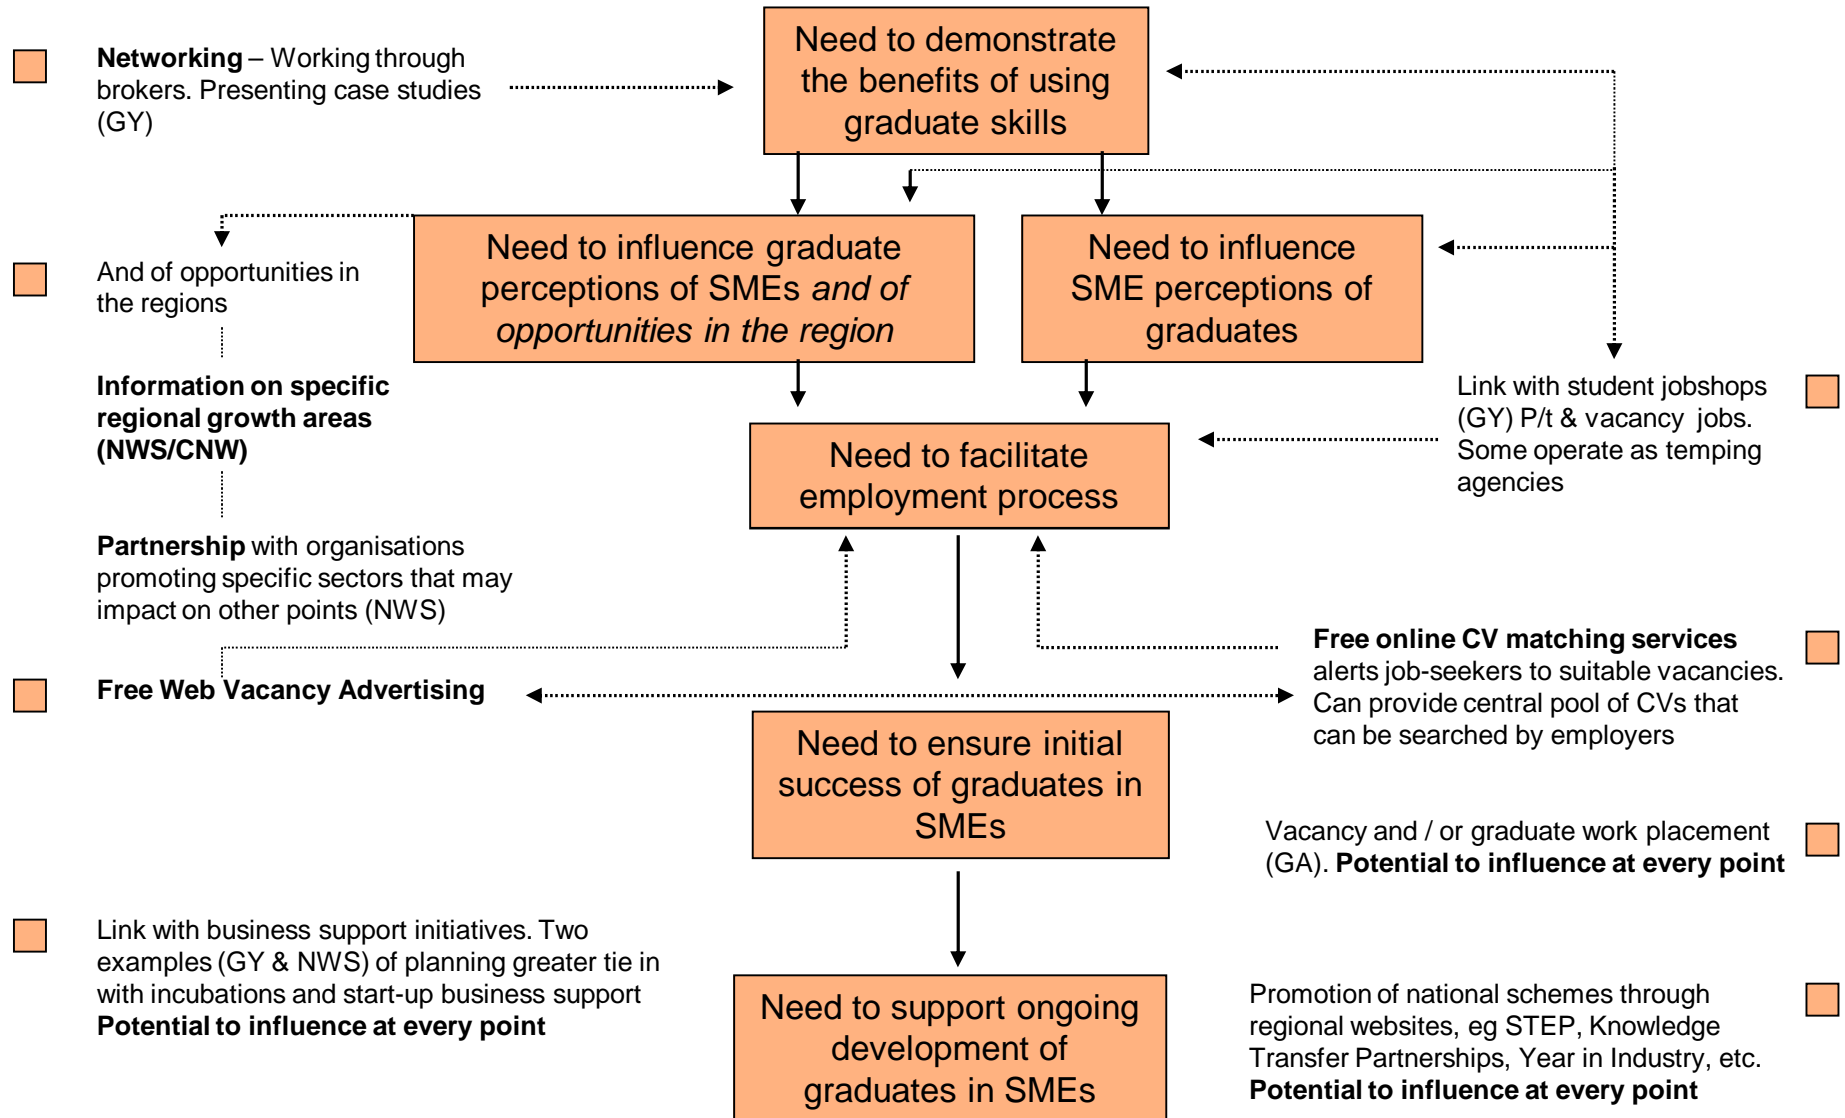 Need to demonstrate
the benefits of using
graduate skills
Networking – Working through
brokers. Presenting case studies
(GY)
Need to influence graduate
perceptions of SMEs and of
opportunities in the region
Need to influence
SME perceptions of
graduates
And of opportunities in
the regions
Information on specific
regional growth areas
(NWS/CNW)
Link with student jobshops
(GY) P/t & vacancy jobs.
Some operate as temping
agencies
Need to facilitate
employment process
Partnership with organisations
promoting specific sectors that may
impact on other points (NWS)
Free online CV matching services
alerts job-seekers to suitable vacancies.
Can provide central pool of CVs that
can be searched by employers
Free Web Vacancy Advertising
Need to ensure initial
success of graduates in
SMEs
Vacancy and / or graduate work placement
(GA). Potential to influence at every point
Link with business support initiatives. Two
examples (GY & NWS) of planning greater tie in
with incubations and start-up business support
Potential to influence at every point
Need to support ongoing
development of
graduates in SMEs
Promotion of national schemes through
regional websites, eg STEP, Knowledge
Transfer Partnerships, Year in Industry, etc.
Potential to influence at every point